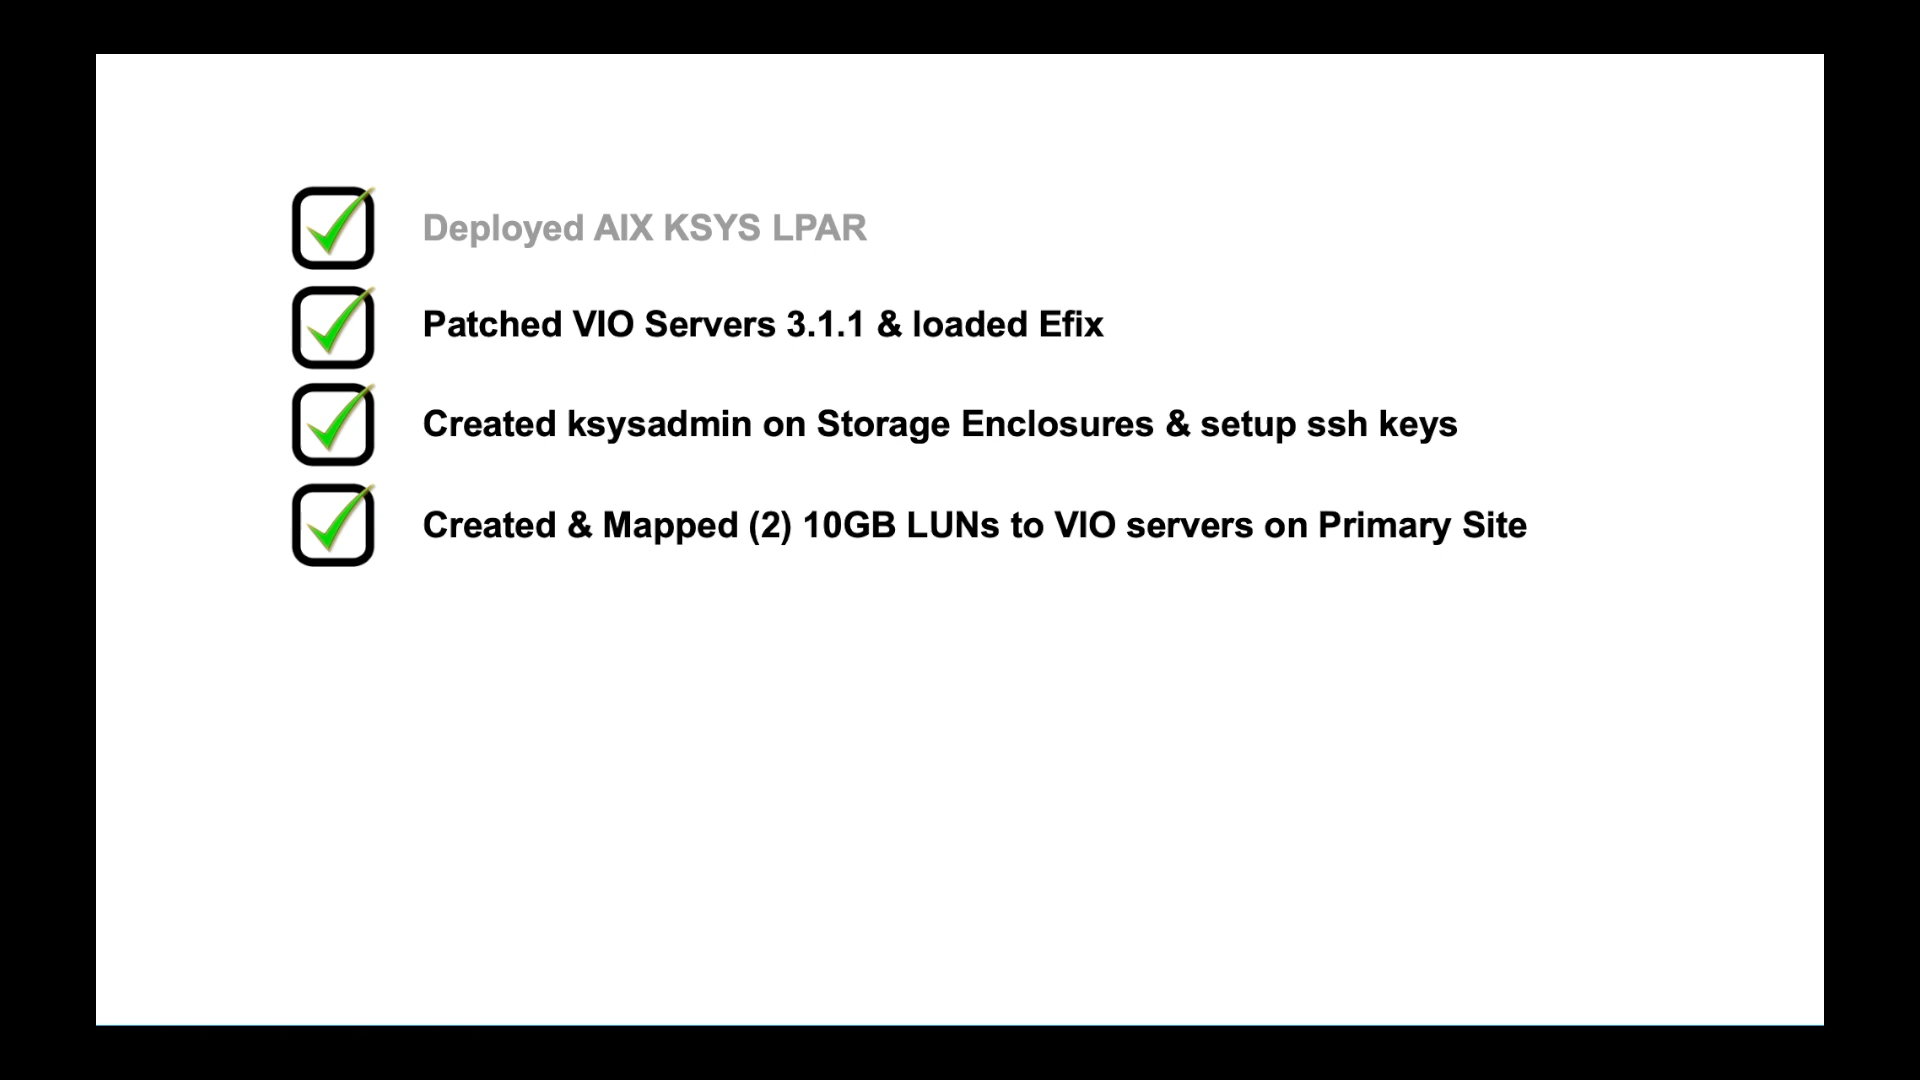 Deployed AIX KSYS LPAR
Patched VIO Servers 3.1.1 & loaded Efix
Created ksysadmin on Storage Enclosures & setup ssh keys
Created & Mapped (2) 10GB LUNs to VIO servers on Primary Site